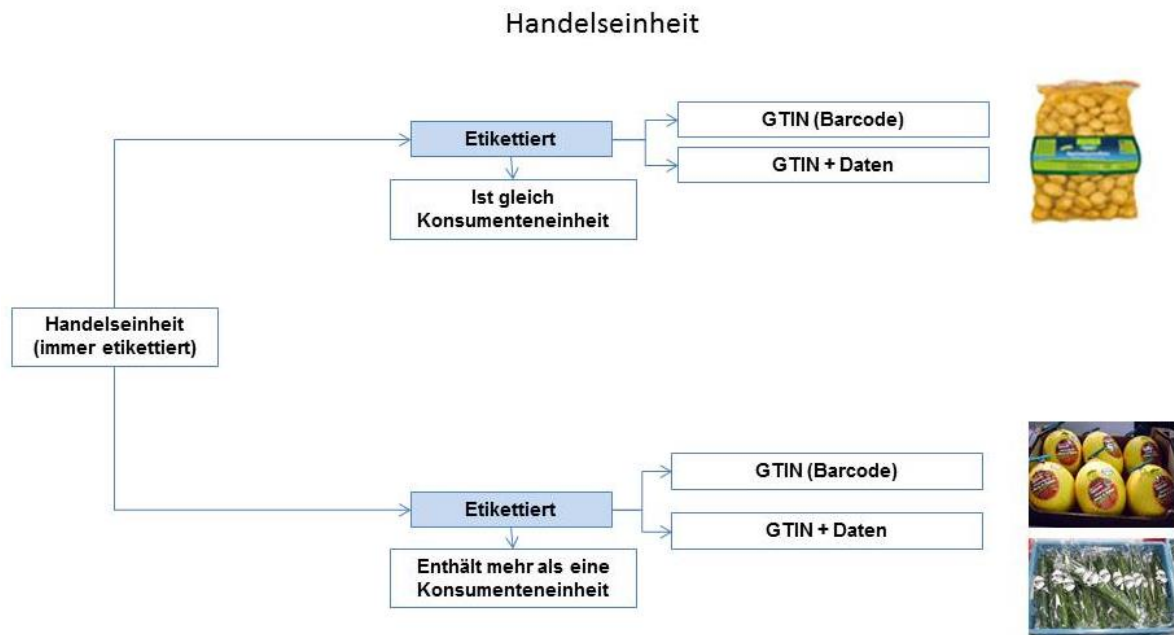 Handelseinheit
Etikettiert
GTIN (Barcode)
GTIN + Daten
Ist gleich
Konsumenteneinheit
Handelseinheit
(immer etikettiert)
Etikettiert
GTIN (Barcode)
GTIN + Daten
Enthält mehr als eine
Konsumenteneinheit